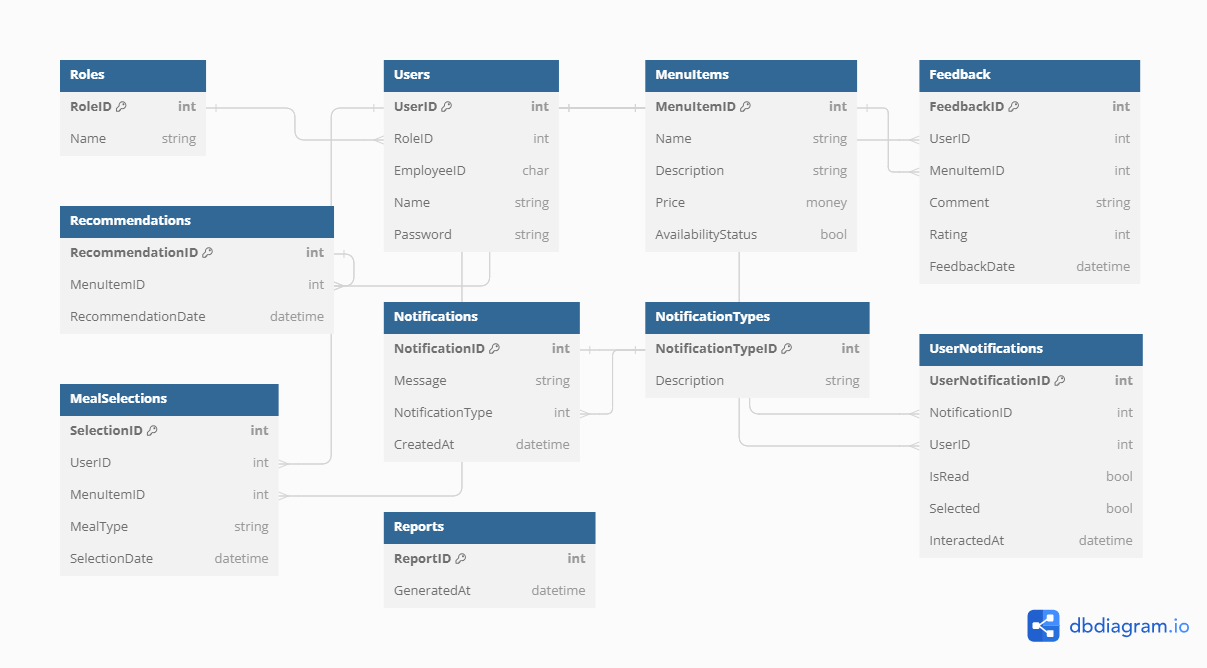 Roles
RoleID int
Name string
Users
UserID int
RoleID int
EmployeeID char
Name string
Password string
MenuItems
MenuItemID int
Name string
Description string
Price money
AvailabilityStatus bool
Feedback
FeedbackID int
UserID int
MenuItemID int
Comment string
Rating int
FeedbackDate datetime
Recommendations
RecommendationID int
MenuItemID int
RecommendationDate datetime
Notifications
NotificationID int
Message string
NotificationType int
CreatedAt datetime
NotificationTypes
NotificationTypeID int
Description string
UserNotifications
UserNotificationID int
NotificationID int
UserID int
IsRead bool
Selected bool
InteractedAt datetime
MealSelections
SelectionID int
UserID int
MenuItemID int
MealType string
SelectionDate datetime
Reports
ReportID int
GeneratedAt datetime
dbdiagram.io